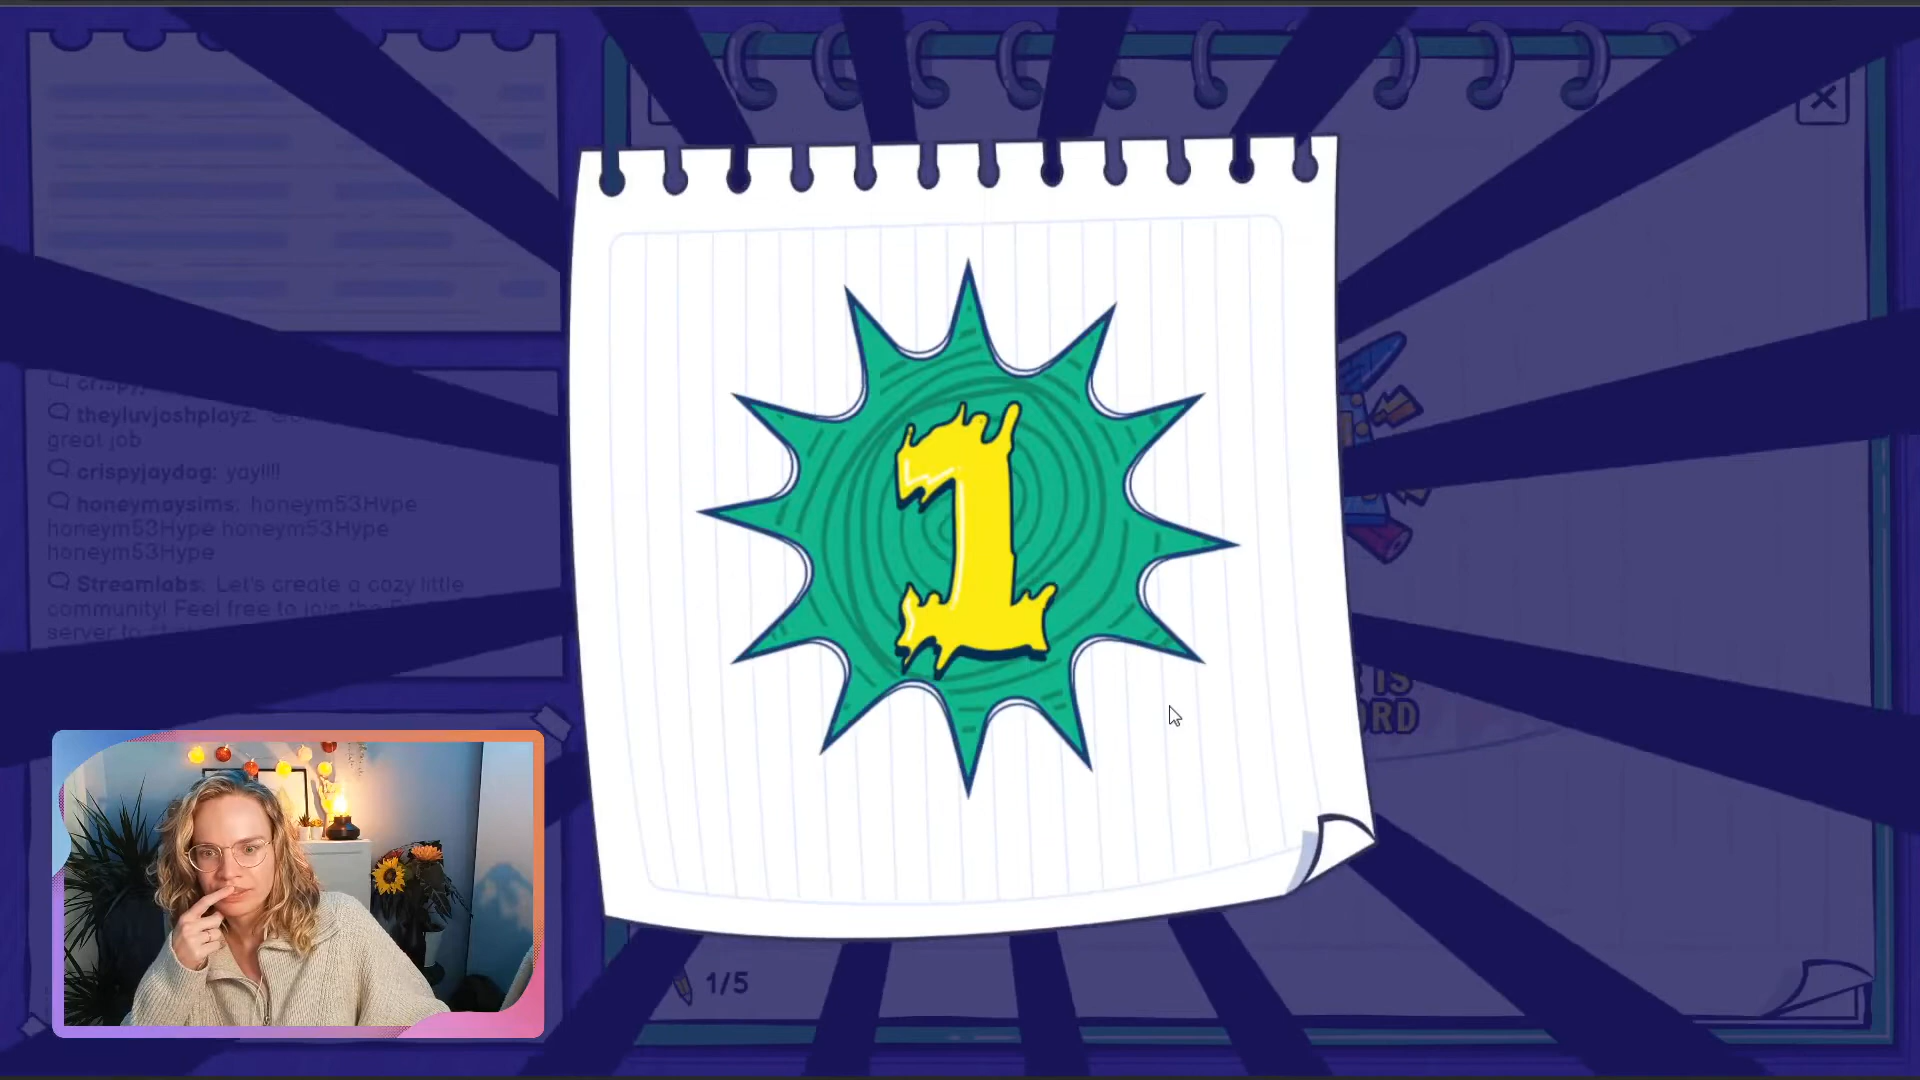 theyluvjoshplayz:
great job
crispyjaydog: yay!!!!
honeymaysims: honeym53Hype
honeym53Hype honeym53Hype
honeym53Hype
Streamlabs: Let's create a cozy little
community! Feel free to join the
server to
1
IS
1/5